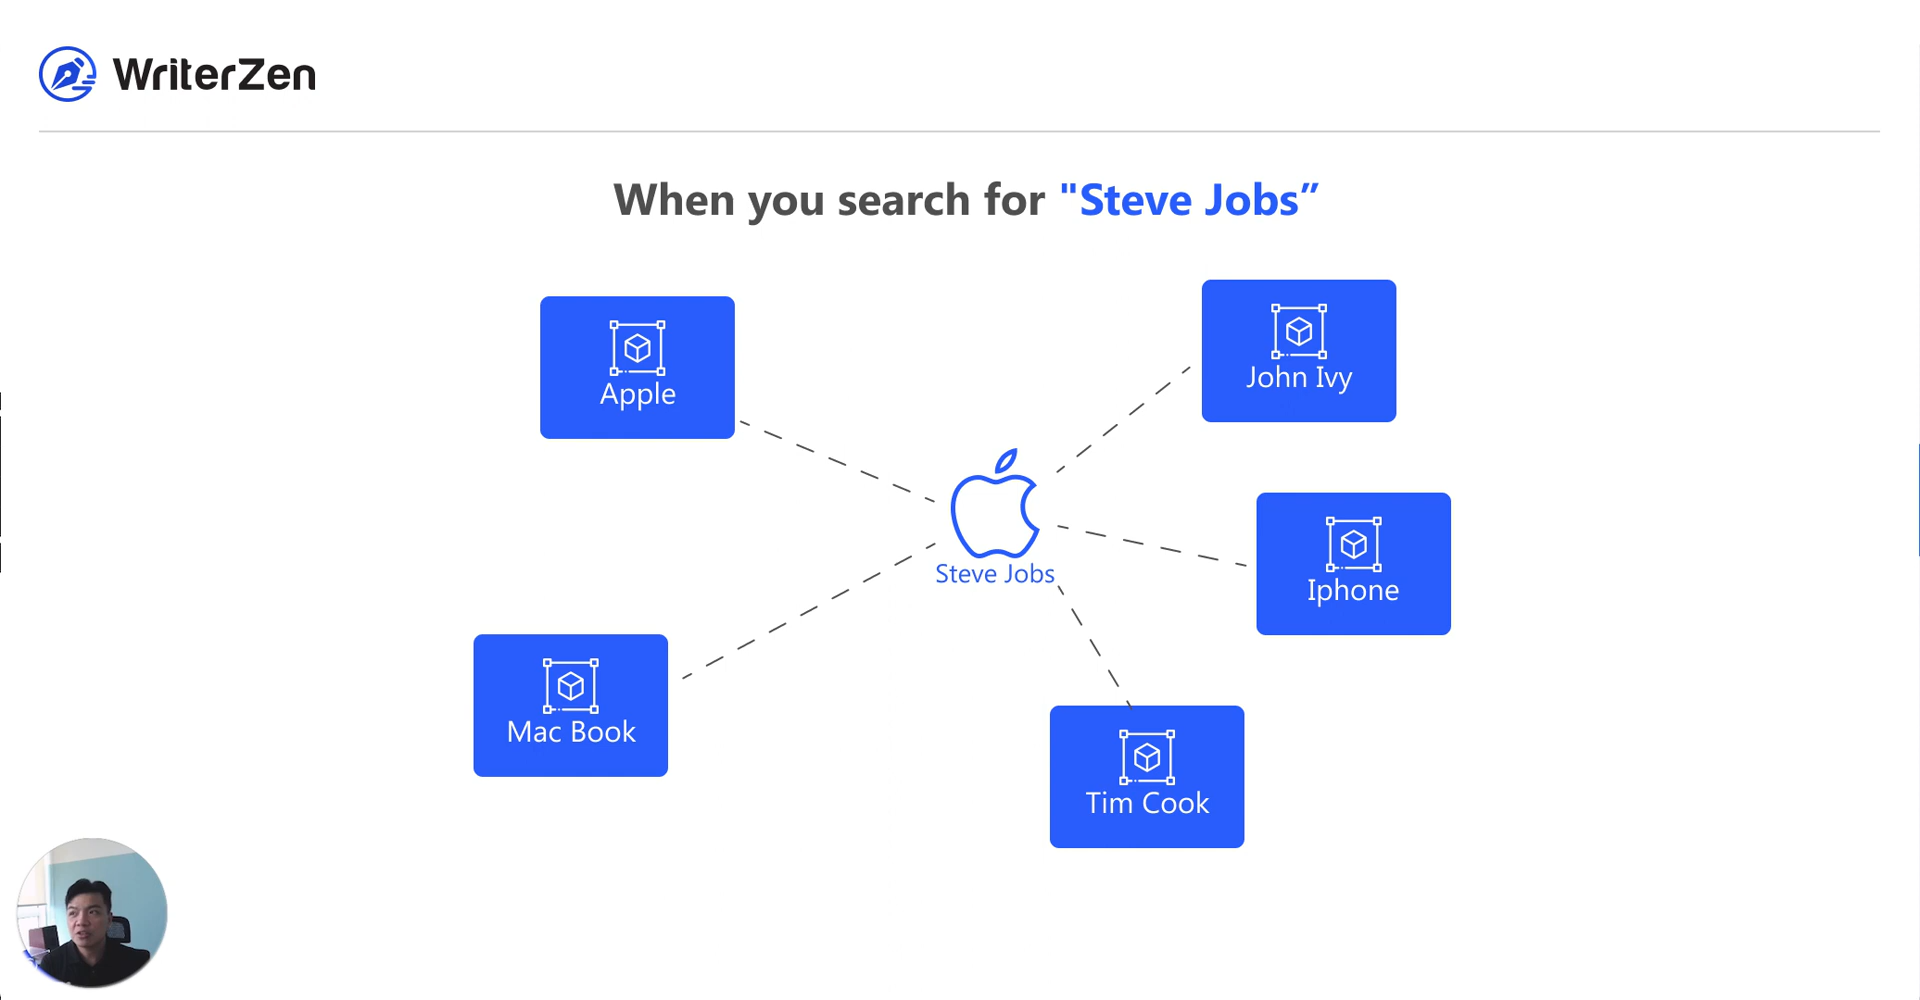 WriterZen
When you search for "Steve Jobs”
Apple
John Ivy
Steve Jobs
Iphone
Mac Book
Tim Cook